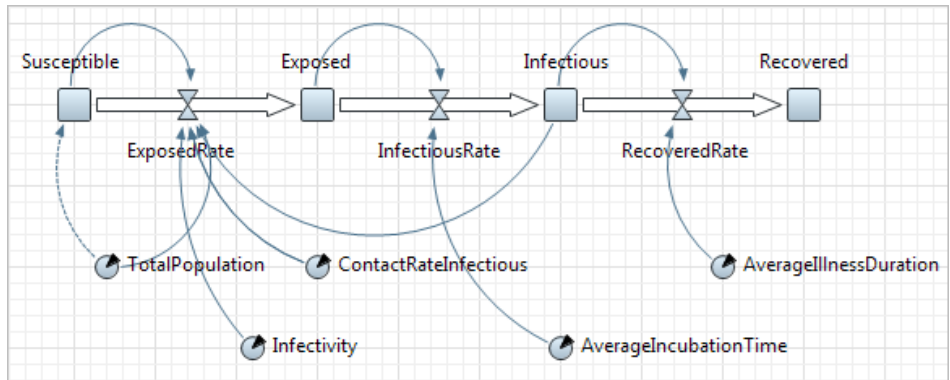 Susceptible
Exposed
Infectious
Recovered
ExposedRate
InfectiousRate
RecoveredRate
TotalPopulation
ContactRateInfectious
AverageIllnessDuration
Infectivity
AverageIncubationTime